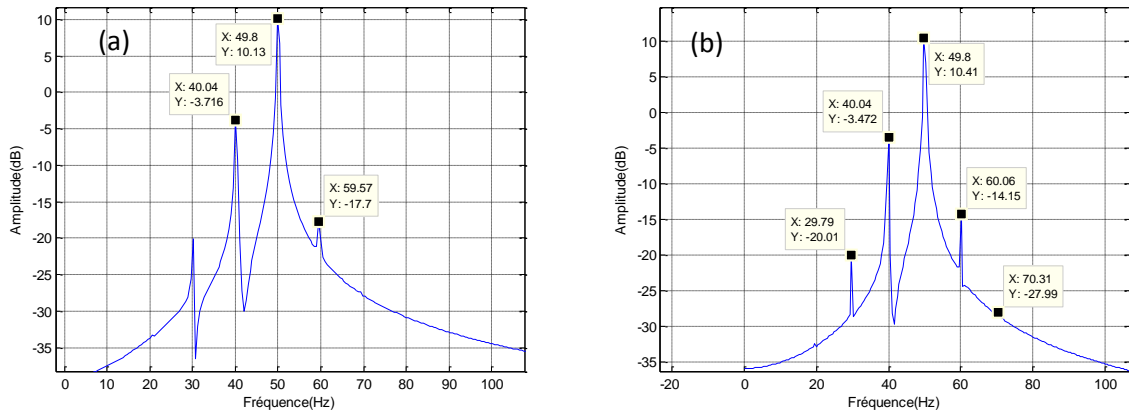 (a)
X: 49.8
Y: 10.13
X: 40.04
Y: -3.716
X: 59.57
Y: -17.7
10
5
0
-5
-10
-15
-20
-25
-30
-35
Amplitude(dB)
0 10 20 30 40 50 60 70 80 90 100
Fréquence(Hz)
(b)
X: 49.8
Y: 10.41
X: 40.04
Y: -3.472
X: 60.06
Y: -14.15
X: 29.79
Y: -20.01
X: 70.31
Y: -27.99
10
5
0
-5
-10
-15
-20
-25
-30
-35
Amplitude(dB)
-20 0 20 40 60 80 100
Fréquence(Hz)